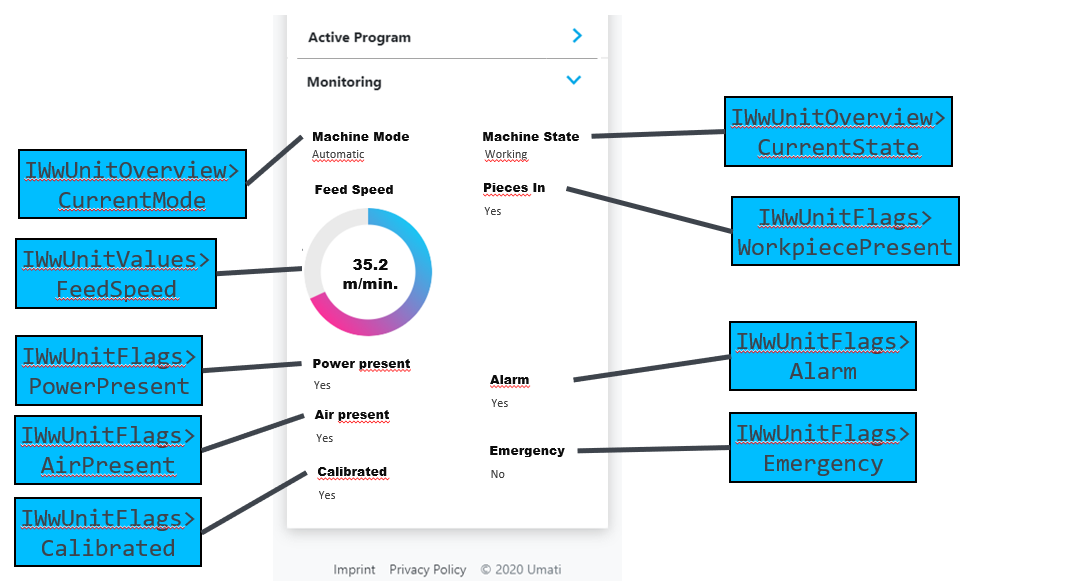 Active Program
Monitoring
IWwUnitOverview>
CurrentMode
IWwUnitValues>
FeedSpeed
IWwUnitFlags>
PowerPresent
IWwUnitFlags>
AirPresent
IWwUnitFlags>
Calibrated
Machine Mode
Automatic
Feed Speed
35.2
m/min.
Power present
Yes
Air present
Yes
Calibrated
Yes
Machine State
Working
Pieces In
Yes
Alarm
Yes
Emergency
No
IWwUnitOverview>
CurrentState
IWwUnitFlags>
WorkpiecePresent
IWwUnitFlags>
Alarm
IWwUnitFlags>
Emergency
Imprint Privacy Policy © 2020 Umati